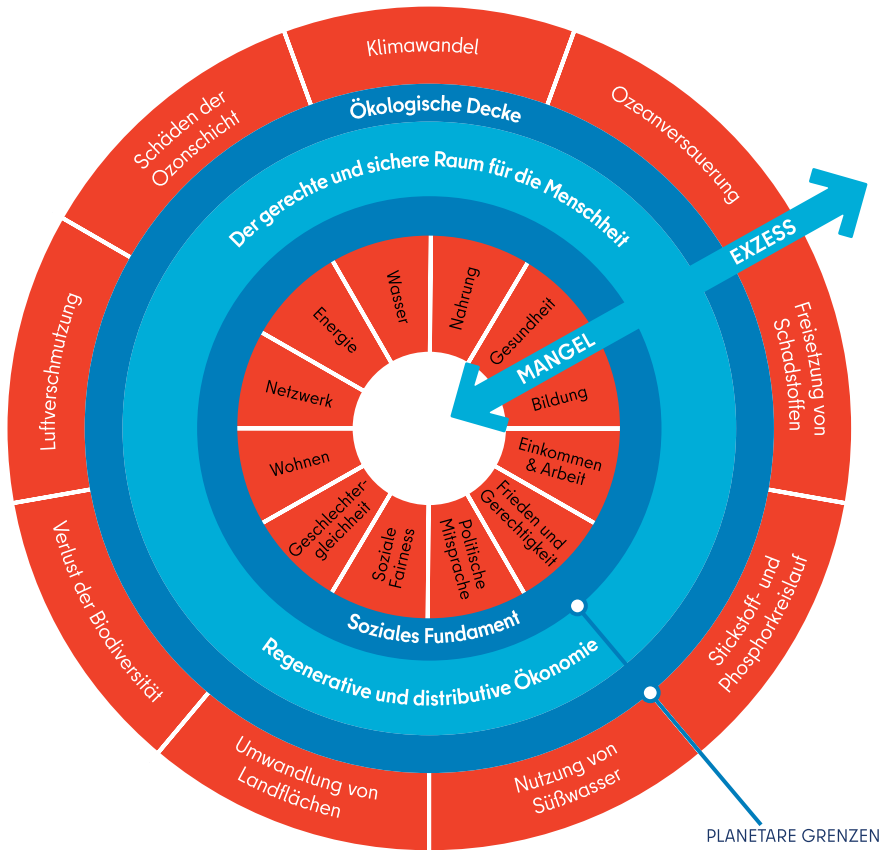 Klimawandel
Ozeanversauerung
Freisetzung von
Schadstoffen
Stickstoff- und
Phosphorkreislauf
Nutzung von
Süßwasser
Umwandlung von
Landflächen
Verlust der Biodiversität
Luftverschmutzung
Schäden der
Ozonschicht
Ökologische Decke
Der gerechte und sichere Raum für die Menschheit
EXZESS
MANGEL
Wasser
Nahrung
Gesundheit
Bildung
Einkommen
& Arbeit
Frieden und
Gerechtigkeit
Politische
Mitsprache
Soziale
Fairness
Geschlechter-
gleichheit
Wohnen
Netzwerk
Energie
Soziales Fundament
Regenerative und distributive Ökonomie
PLANETARE GRENZEN